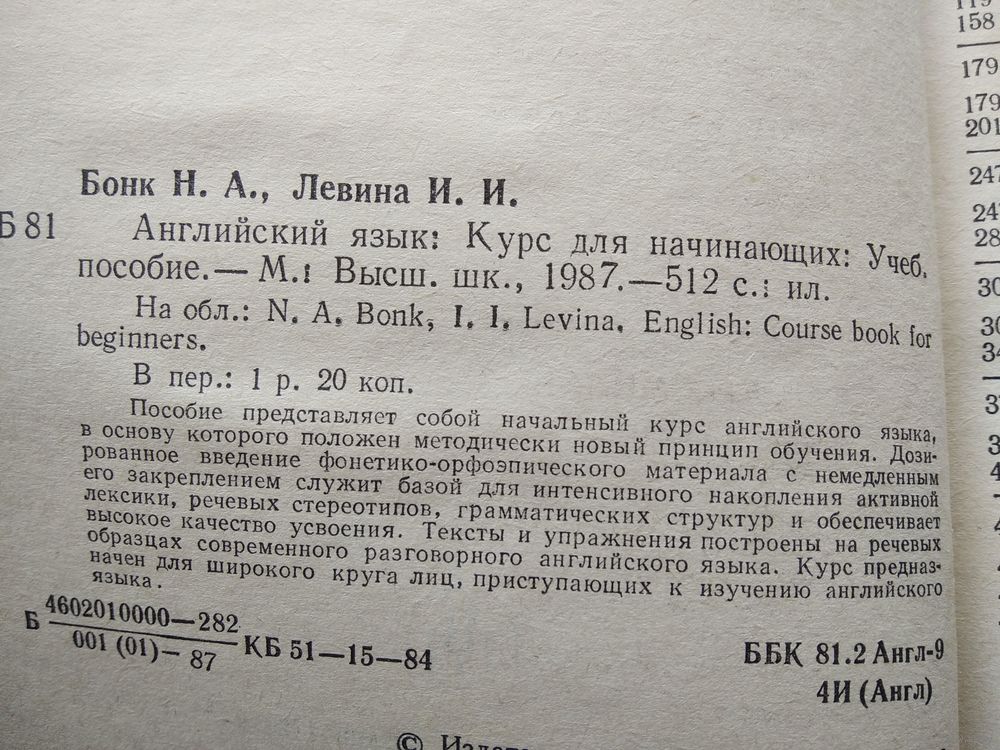 Бонк Н. А., Левина И. И.
Б 81 Английский язык: Курс для начинающих: Учеб.
пособие.— М.: Высш. шк., 1987.—512 с.: ил.
На обл.: N. A. Bonk, I. I. Levina. English: Course book for
beginners.
В пер.: 1 р. 20 коп.
Пособие представляет собой начальный курс английского языка,
в основу которого положен методически новый принцип обучения. Дози-
рованное введение фонетико-орфоэпического материала с немедленным
его закреплением служит базой для интенсивного накопления активной
лексики, речевых стереотипов, грамматических структур и обеспечивает
высокое качество усвоения. Тексты и упражнения построены на речевых
образцах современного разговорного английского языка. Курс предназ-
начен для широкого круга лиц, приступающих к изучению английского
языка.
Б 4602010000—282
001 (01)— 87
КБ 51—15—84
ББК 81.2 Англ-9
4И (Англ)
©
158
179
179
201
247